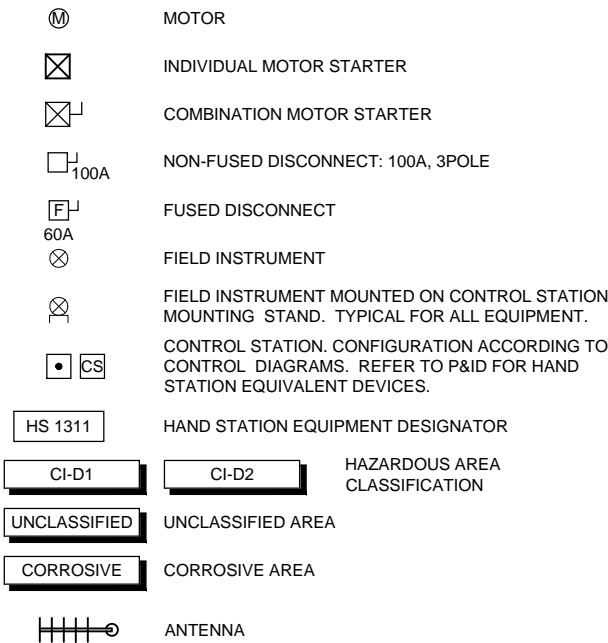 M MOTOR
INDIVIDUAL MOTOR STARTER
COMBINATION MOTOR STARTER
100A NON-FUSED DISCONNECT: 100A, 3POLE
F FUSED DISCONNECT
60A
FIELD INSTRUMENT
FIELD INSTRUMENT MOUNTED ON CONTROL STATION
MOUNTING STAND. TYPICAL FOR ALL EQUIPMENT.
CONTROL STATION. CONFIGURATION ACCORDING TO
CS CONTROL DIAGRAMS. REFER TO P&ID FOR HAND
STATION EQUIVALENT DEVICES.
HS 1311 HAND STATION EQUIPMENT DESIGNATOR
CI-D1 CI-D2 HAZARDOUS AREA
CLASSIFICATION
UNCLASSIFIED UNCLASSIFIED AREA
CORROSIVE CORROSIVE AREA
ANTENNA